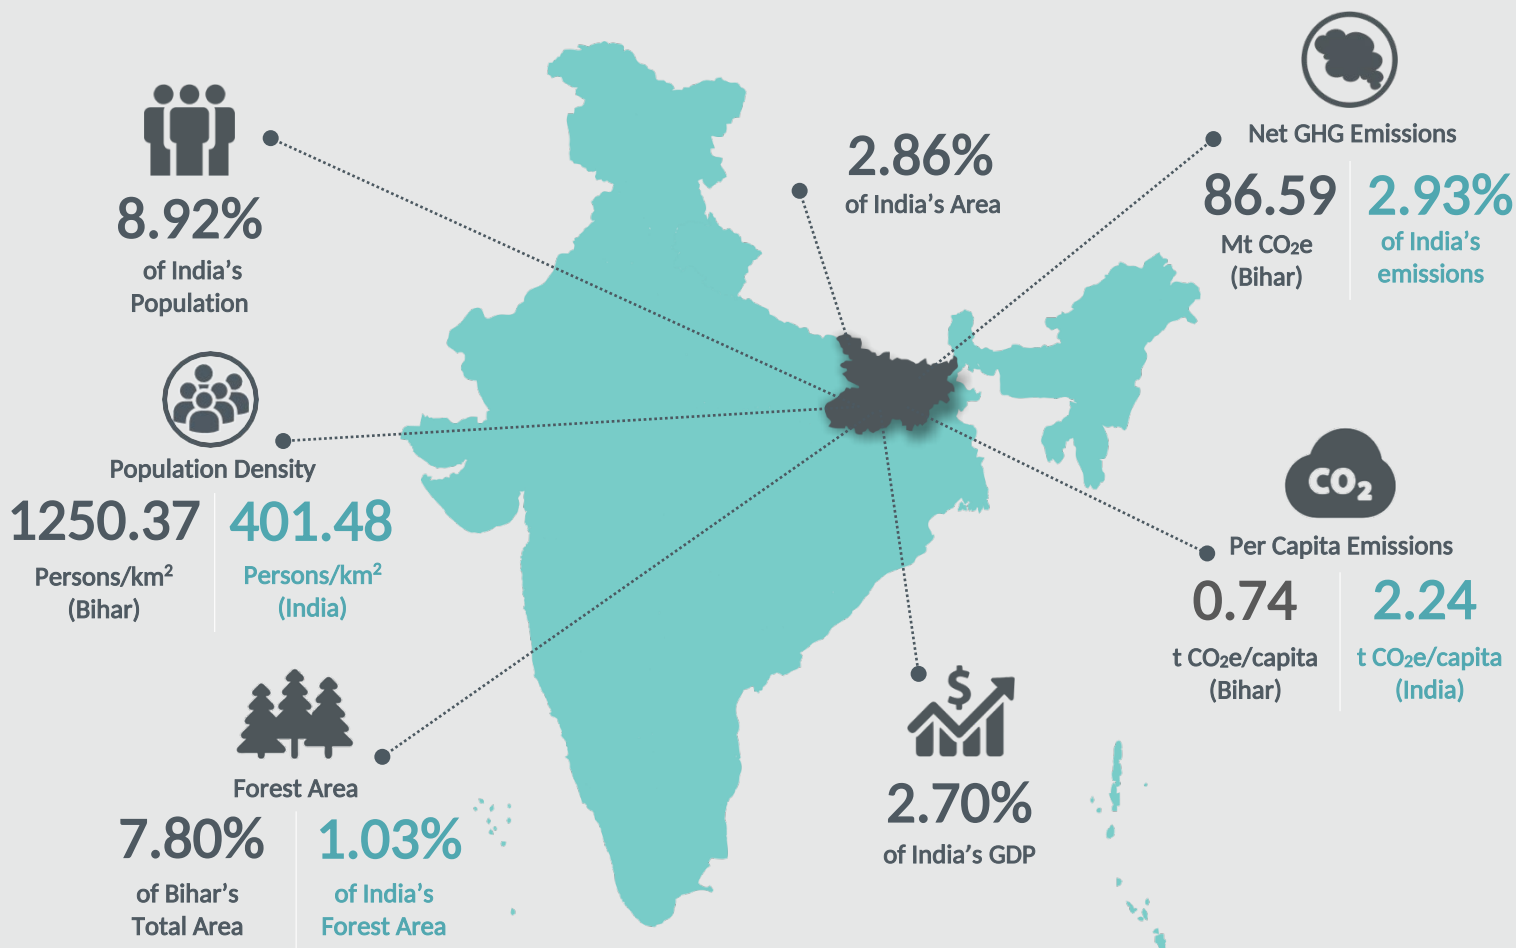 8.92%
of India's
Population
Population Density
1250.37
Persons/km²
(Bihar)
401.48
Persons/km²
(India)
Forest Area
7.80%
of Bihar's
Total Area
1.03%
of India's
Forest Area
2.86%
of India's Area
$
2.70%
of India's GDP
Net GHG Emissions
86.59
Mt CO₂e
(Bihar)
2.93%
of India's
emissions
CO₂
Per Capita Emissions
0.74
t CO₂e/capita
(Bihar)
2.24
t CO₂e/capita
(India)